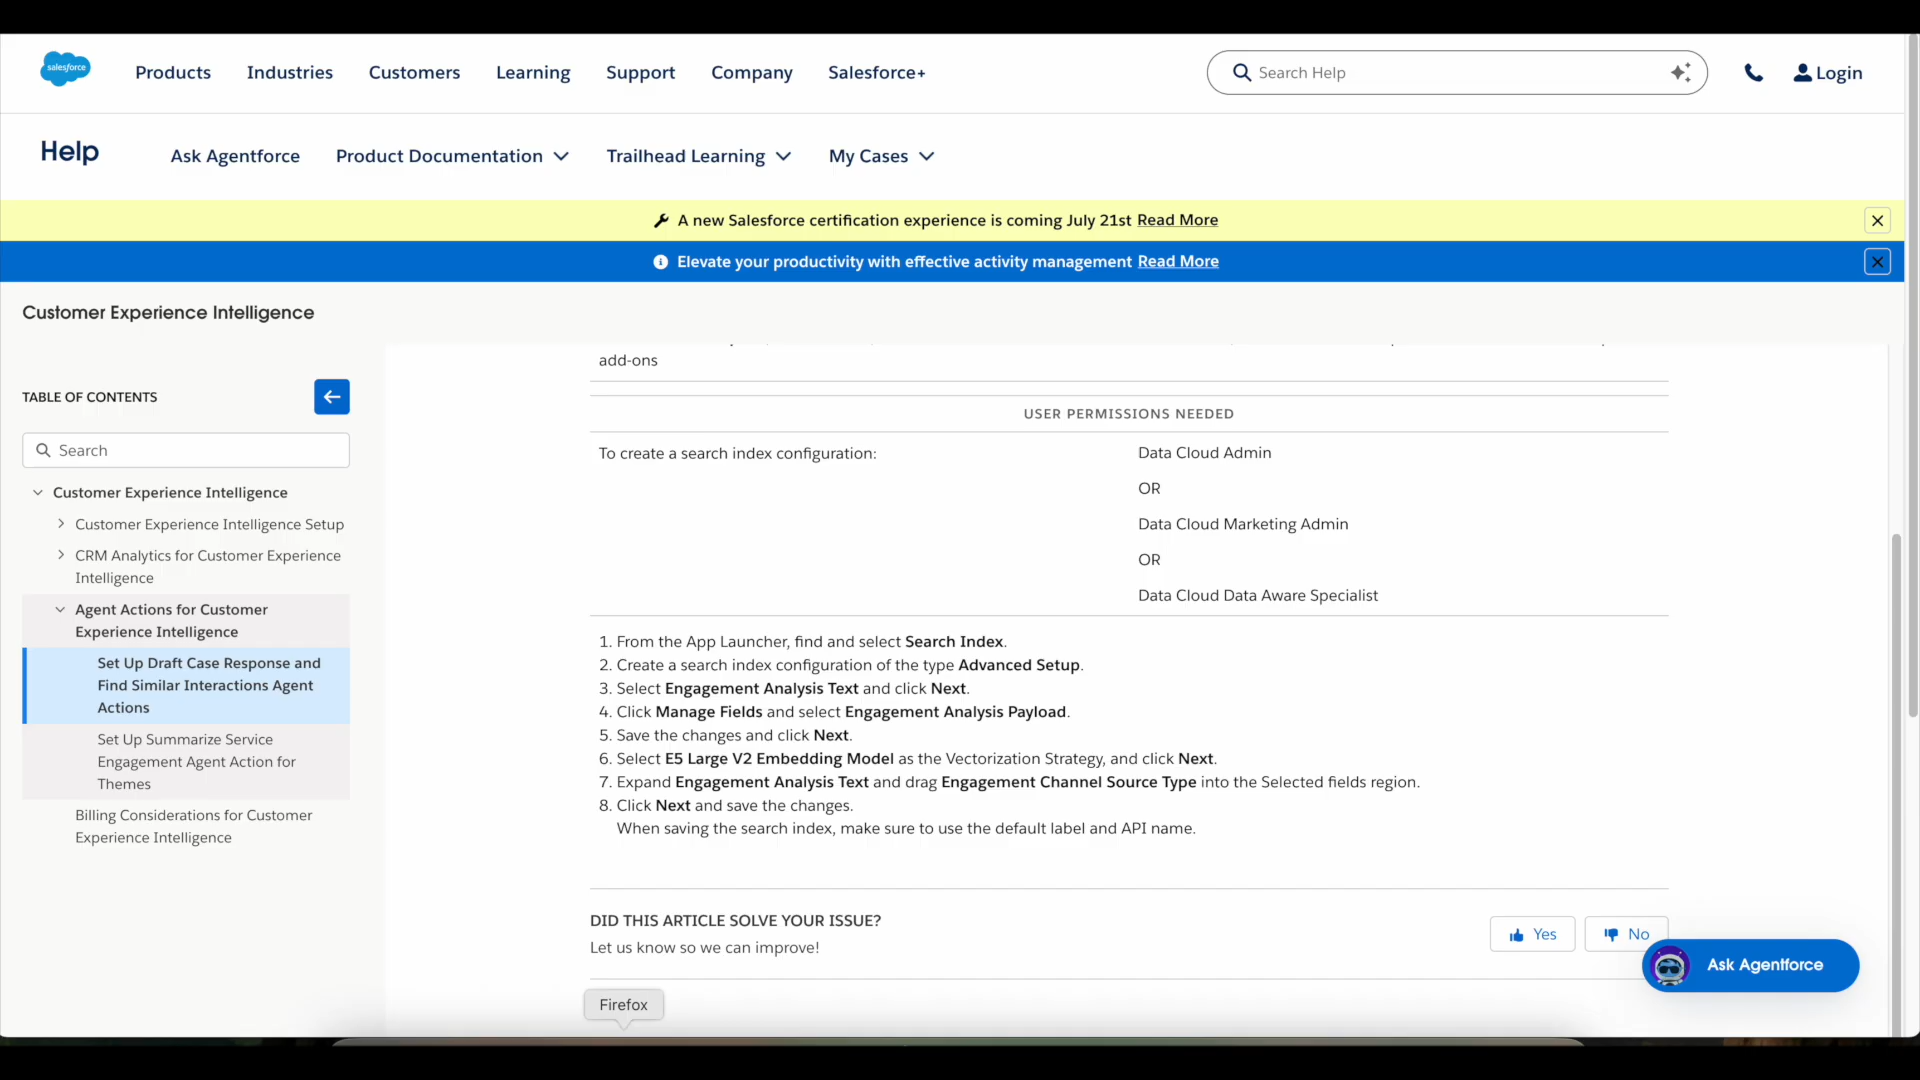 salesforce
Products
Industries
Customers
Learning
Support
Company
Salesforce+
Search Help
Login
Help
Ask Agentforce
Product Documentation
Trailhead Learning
My Cases
A new Salesforce certification experience is coming July 21st Read More
Elevate your productivity with effective activity management Read More
Customer Experience Intelligence
TABLE OF CONTENTS
Search
Customer Experience Intelligence
Customer Experience Intelligence Setup
CRM Analytics for Customer Experience
Intelligence
Agent Actions for Customer
Experience Intelligence
Set Up Draft Case Response and
Find Similar Interactions Agent
Actions
Set Up Summarize Service
Engagement Agent Action for
Themes
Billing Considerations for Customer
Experience Intelligence
add-ons
USER PERMISSIONS NEEDED
To create a search index configuration:
Data Cloud Admin
OR
Data Cloud Marketing Admin
OR
Data Cloud Data Aware Specialist
1. From the App Launcher, find and select Search Index.
2. Create a search index configuration of the type Advanced Setup.
3. Select Engagement Analysis Text and click Next.
4. Click Manage Fields and select Engagement Analysis Payload.
5. Save the changes and click Next.
6. Select E5 Large V2 Embedding Model as the Vectorization Strategy, and click Next.
7. Expand Engagement Analysis Text and drag Engagement Channel Source Type into the Selected fields region.
8. Click Next and save the changes.
When saving the search index, make sure to use the default label and API name.
DID THIS ARTICLE SOLVE YOUR ISSUE?
Let us know so we can improve!
Yes
No
Ask Agentforce
Firefox